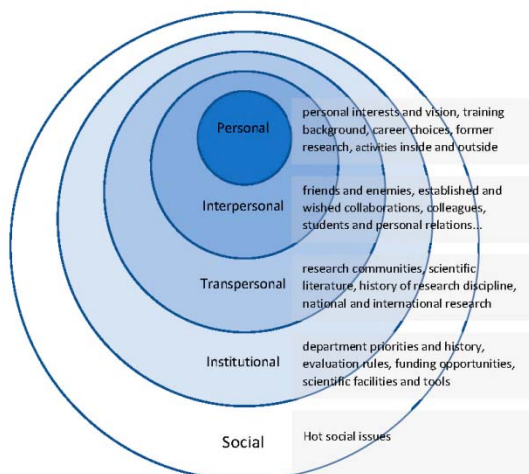 Personal
personal interests and vision, training
background, career choices, former
research, activities inside and outside
Interpersonal
friends and enemies, established and
wished collaborations, colleagues,
students and personal relations...
Transpersonal
research communities, scientific
literature, history of research discipline,
national and international research
Institutional
department priorities and history,
evaluation rules, funding opportunities,
scientific facilities and tools
Social
Hot social issues